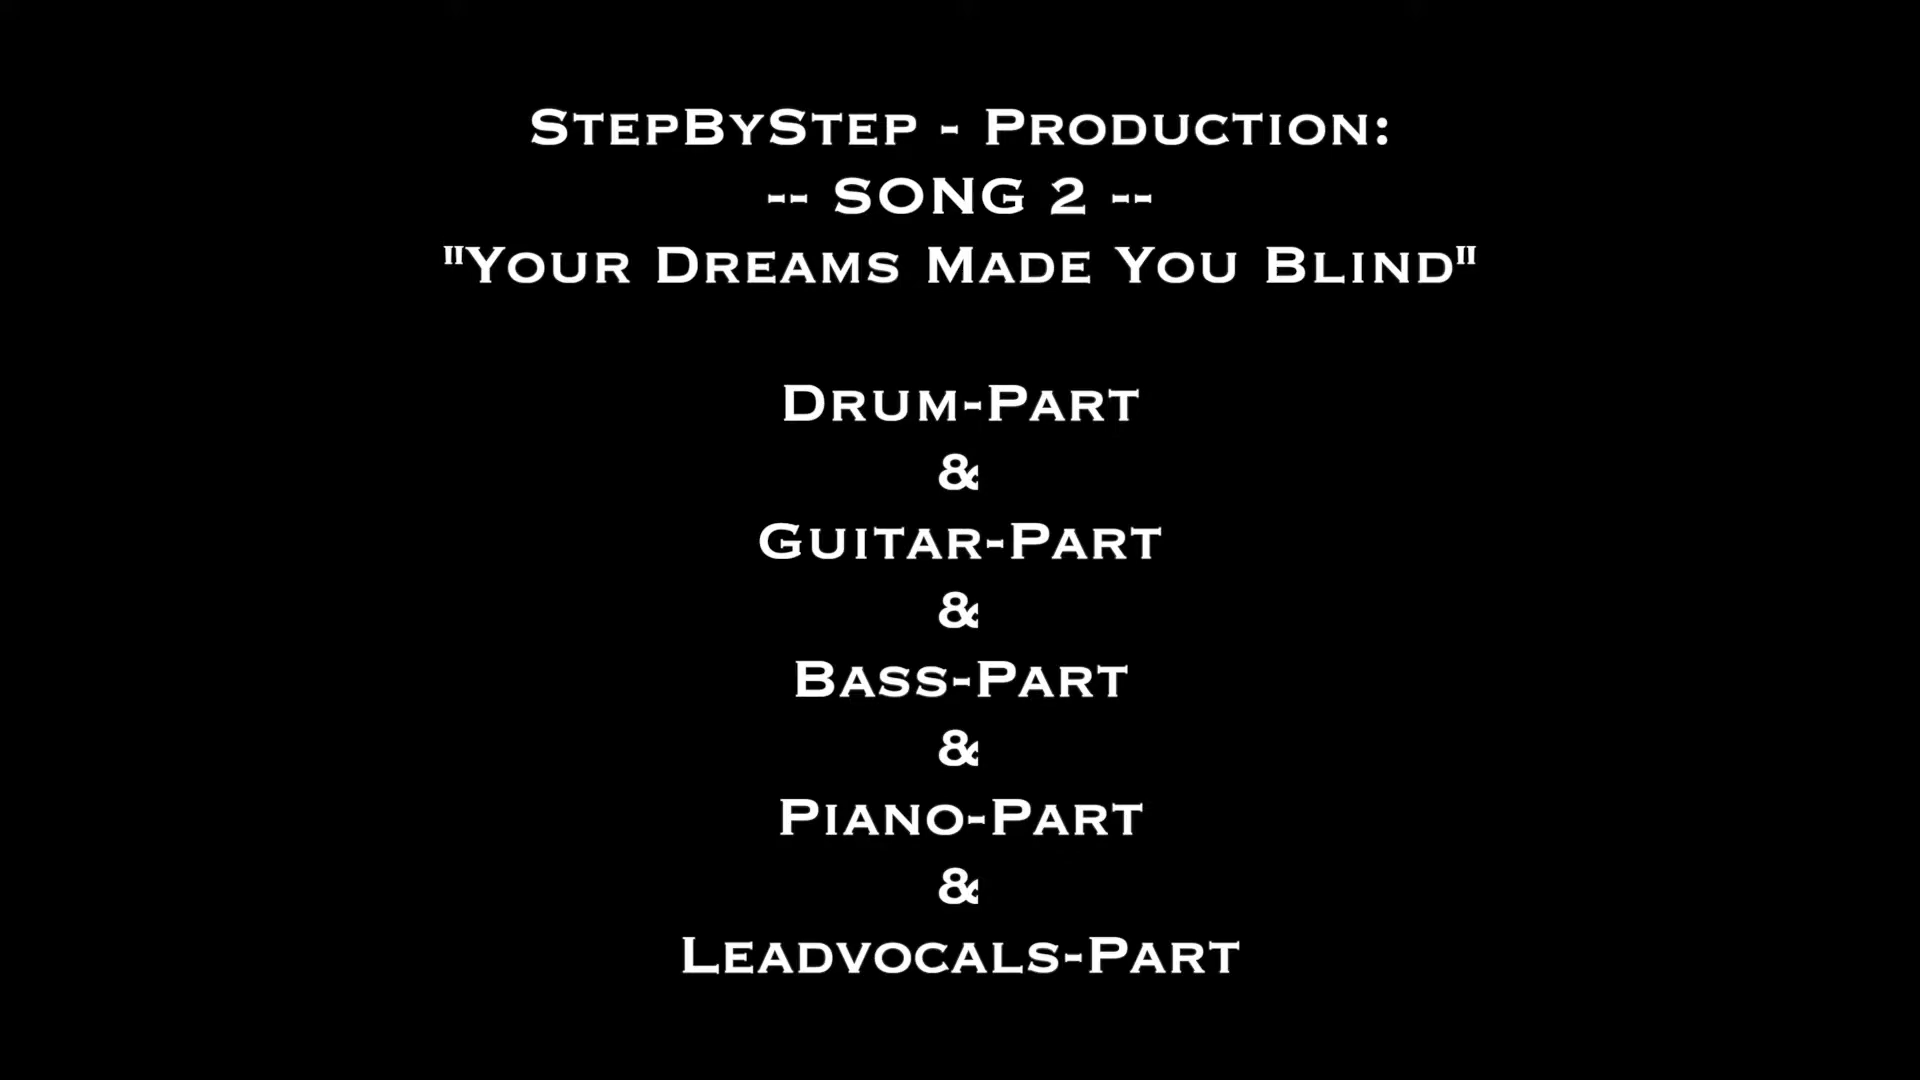 StepByStep - Production:
-- SONG 2 --
"Your Dreams Made You Blind"
Drum-Part
&
Guitar-Part
&
Bass-Part
&
Piano-Part
&
Leadvocals-Part